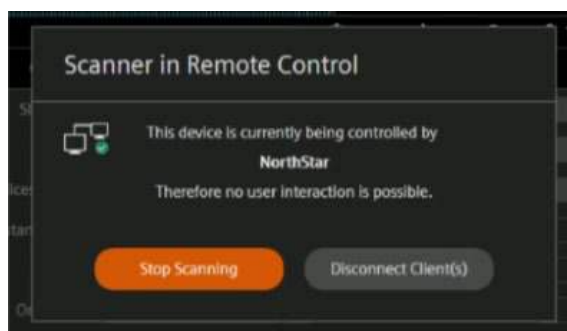 Scanner in Remote Control
This device is currently being controlled by
NorthStar
Therefore no user interaction is possible.
Stop Scanning
Disconnect Client(s)